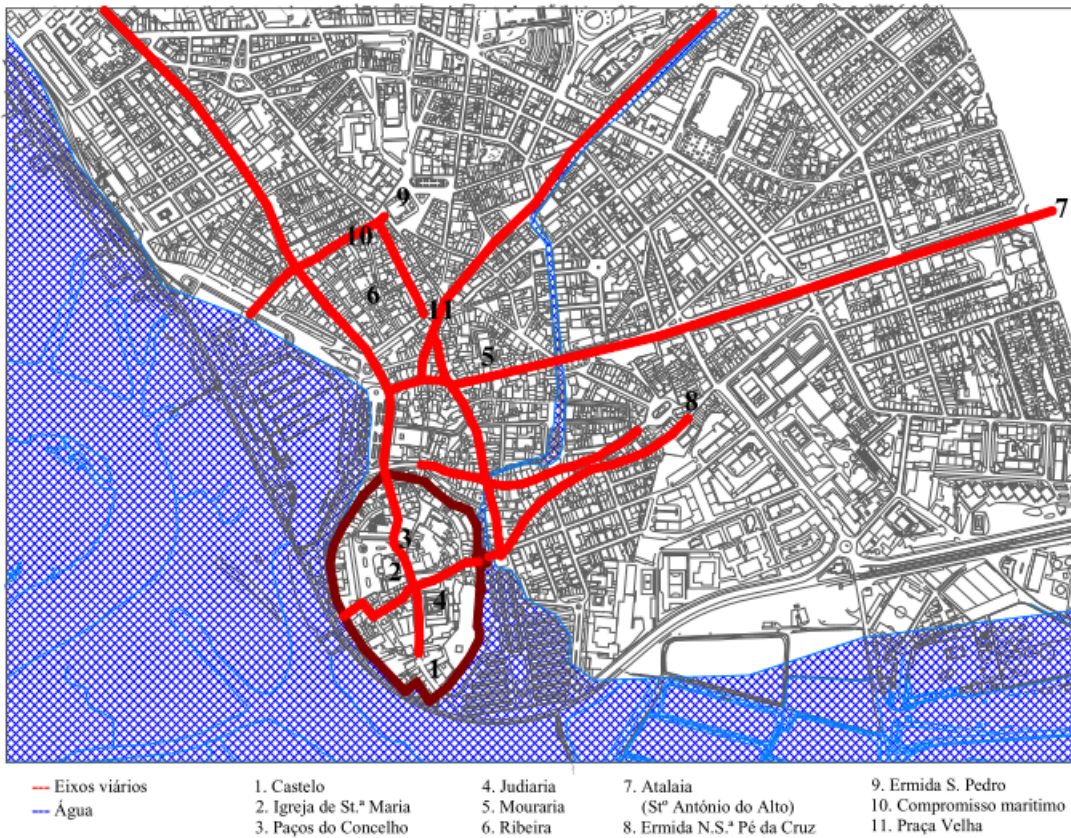 9
7
10
6
11
5
8
3
2
4
1
Eixos viários
Água
1. Castelo
2. Igreja de St.ª Maria
3. Paços do Concelho
4. Judiaria
5. Mouraria
6. Ribeira
7. Atalaia
(Stº António do Alto)
8. Ermida N.S.ª Pé da Cruz
9. Ermida S. Pedro
10. Compromisso maritimo
11. Praça Velha